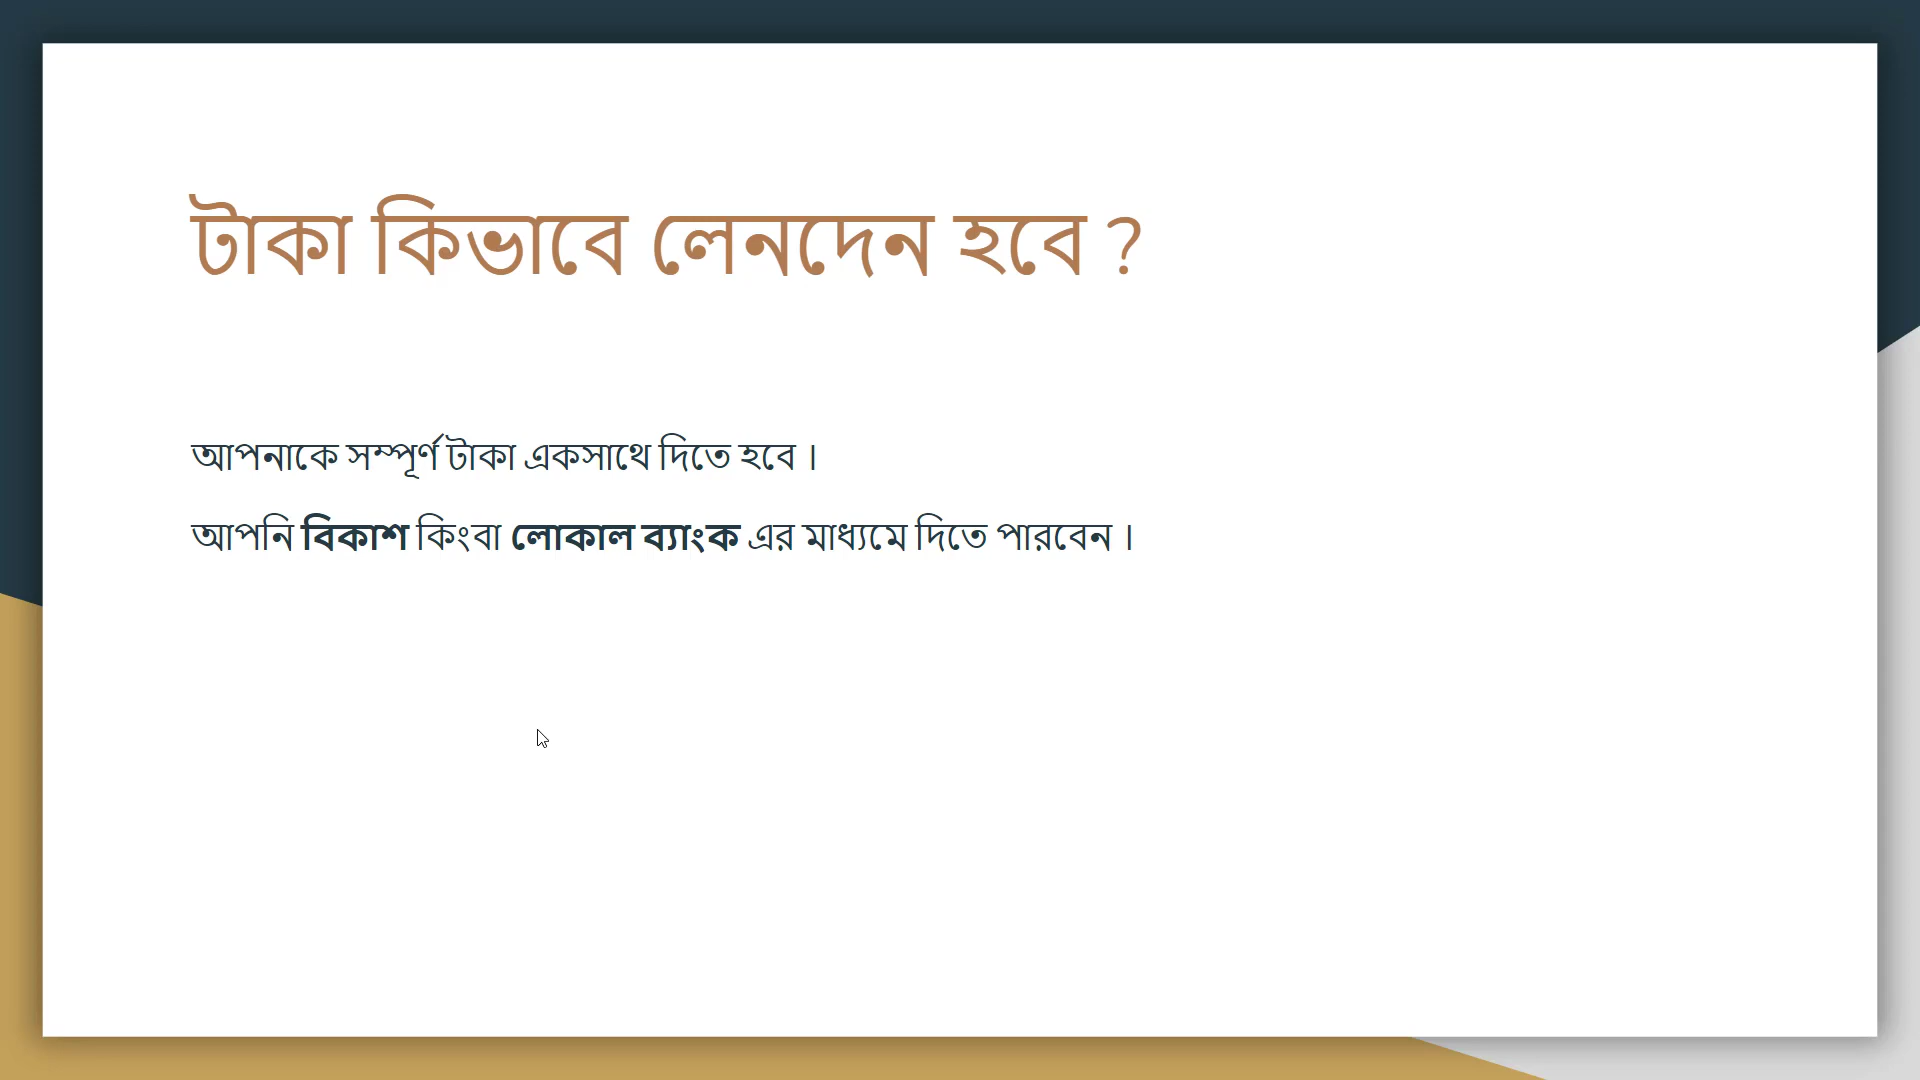 টাকা কিভাবে লেনদেন হবে ?
আপনাকে সম্পূর্ণ টাকা একসাথে দিতে হবে ।
আপনি বিকাশ কিংবা লোকাল ব্যাংক এর মাধ্যমে দিতে পারবেন ।